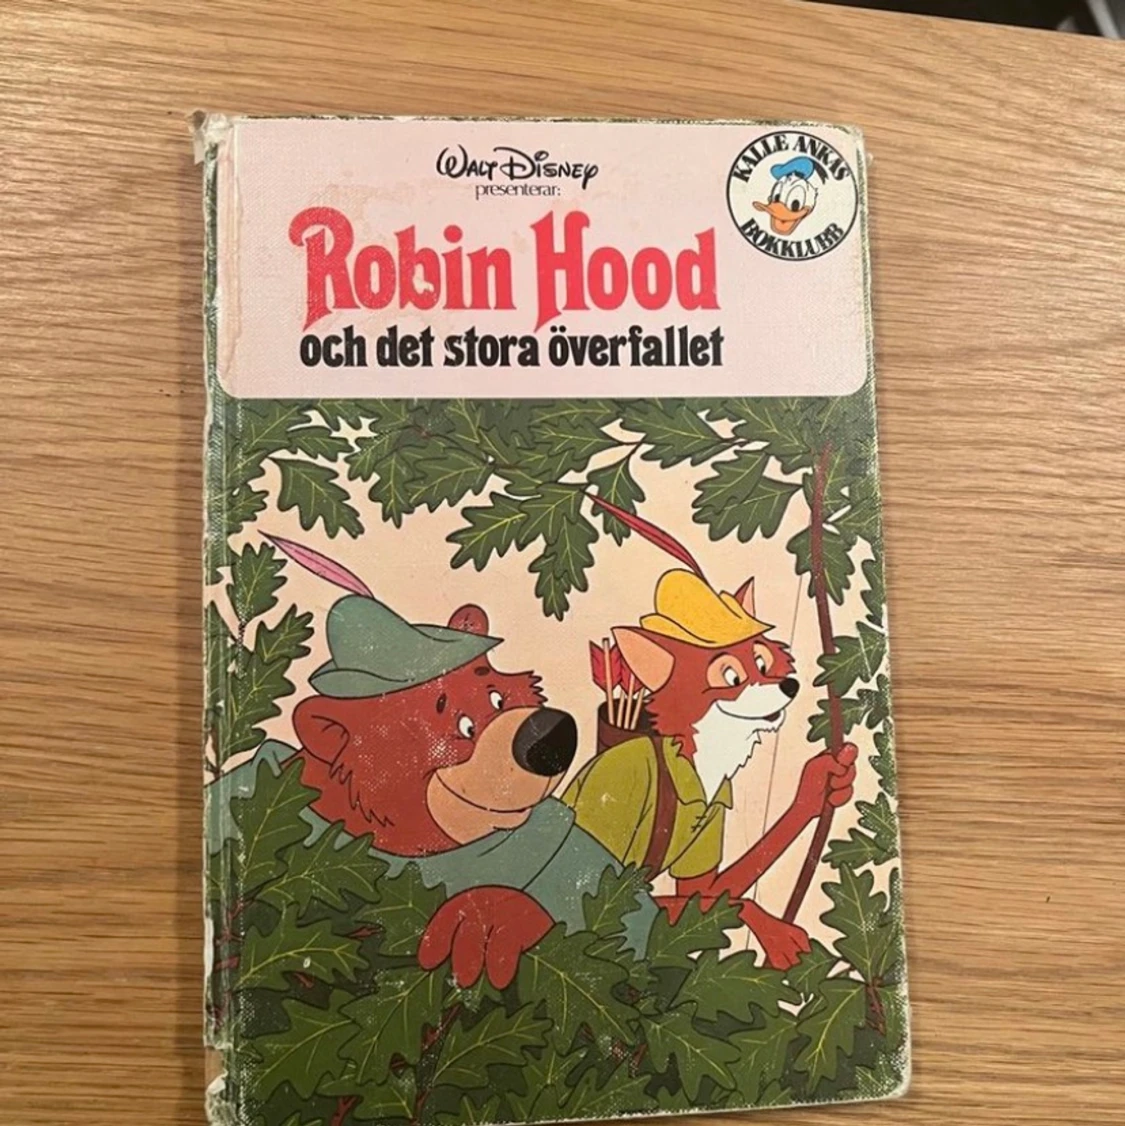 WALT DISNEY
presenterar:
KALLE ANKAS
BOKKLUBB
Robin Hood
och det stora överfallet